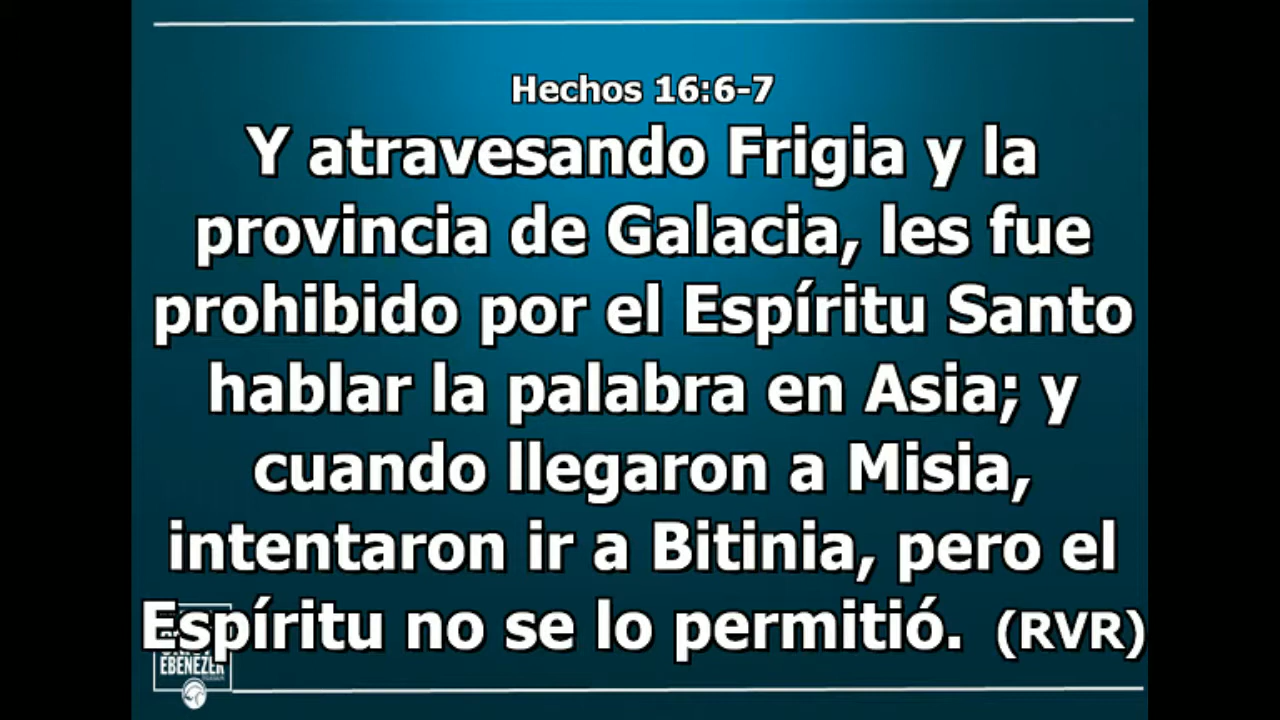 Hechos 16:6-7
Y atravesando Frigia y la
provincia de Galacia, les fue
prohibido por el Espíritu Santo
hablar la palabra en Asia; y
cuando llegaron a Misia,
intentaron ir a Bitinia, pero el
Espíritu no se lo permitió. (RVR)
EBENEZER